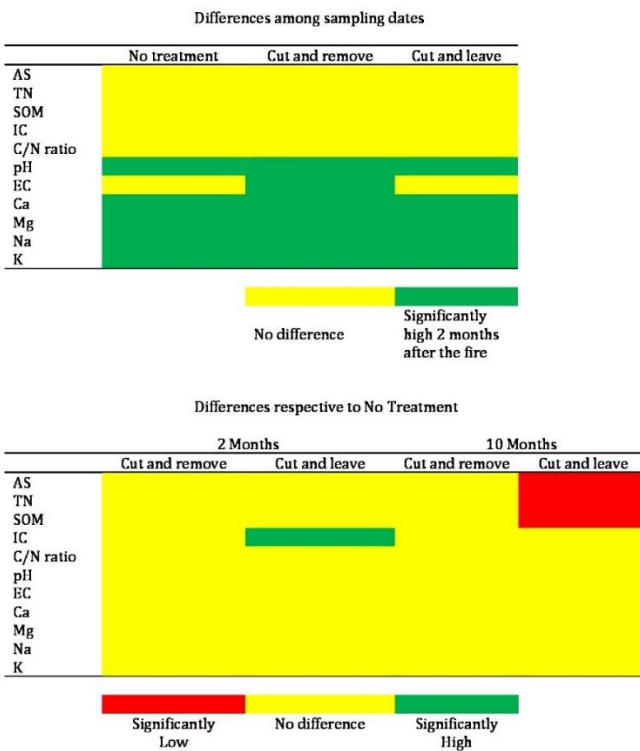 Differences among sampling dates
No treatment Cut and remove Cut and leave
AS
TN
SOM
IC
C/N ratio
pH
EC
Ca
Mg
Na
K
No difference
Significantly
high 2 months
after the fire
Differences respective to No Treatment
2 Months 10 Months
Cut and remove Cut and leave Cut and remove Cut and leave
AS
TN
SOM
IC
C/N ratio
pH
EC
Ca
Mg
Na
K
Significantly
Low
No difference
Significantly
High